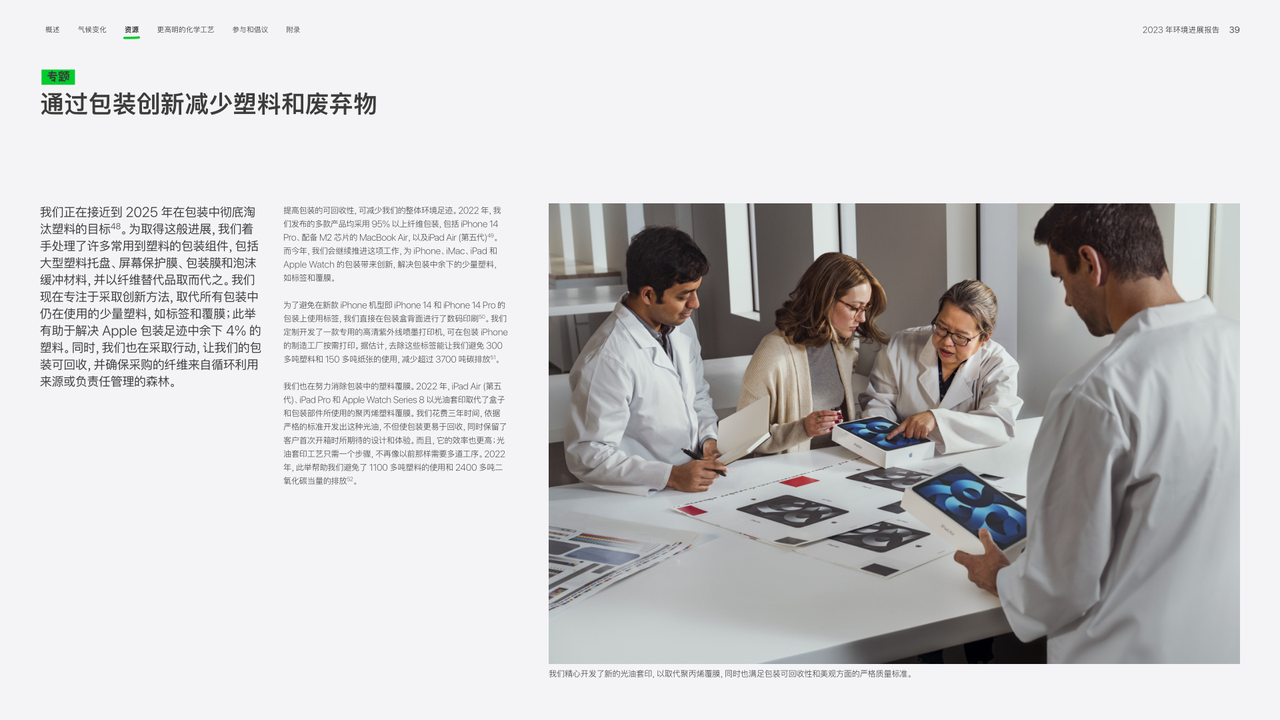 概述 气候变化 资源 更高明的化学工艺 参与和倡议 附录
2023 年环境进展报告 39
专题
通过包装创新减少塑料和废弃物
我们正在接近到 2025 年在包装中彻底淘
汰塑料的目标48。为取得这般进展, 我们着
手处理了许多常用到塑料的包装组件, 包括
大型塑料托盘、屏幕保护膜、包装膜和泡沫
缓冲材料, 并以纤维替代品取而代之。我们
现在专注于采取创新方法, 取代所有包装中
仍在使用的少量塑料, 如标签和覆膜; 此举
有助于解决 Apple 包装足迹中余下 4% 的
塑料。同时, 我们也在采取行动, 让我们的包
装可回收, 并确保采购的纤维来自循环利用
来源或负责任管理的森林。
提高包装的可回收性, 可减少我们的整体环境足迹。2022 年, 我
们发布的多款产品均采用 95% 以上纤维包装, 包括 iPhone 14
Pro、配备 M2 芯片的 MacBook Air, 以及iPad Air (第五代)49。
而今年, 我们会继续推进这项工作, 为 iPhone、iMac、iPad 和
Apple Watch 的包装带来创新, 解决包装中余下的少量塑料,
如标签和覆膜。
为了避免在新款 iPhone 机型即 iPhone 14 和 iPhone 14 Pro 的
包装上使用标签, 我们直接在包装盒背面进行了数码印刷50。我们
定制开发了一款专用的高清紫外线喷墨打印机, 可在包装 iPhone
的制造工厂按需打印。据估计, 去除这些标签能让我们避免 300
多吨塑料和 150 多吨纸张的使用, 减少超过 3700 吨碳排放51。
我们也在努力消除包装中的塑料覆膜。2022 年, iPad Air (第五
代)、iPad Pro 和 Apple Watch Series 8 以光油套印取代了盒子
和包装部件所使用的聚丙烯塑料覆膜。我们花费三年时间, 依据
严格的标准开发出这种光油, 不但使包装更易于回收, 同时保留了
客户首次开箱时所期待的设计和体验。而且, 它的效率也更高: 光
油套印工艺只需一个步骤, 不再像以前那样需要多道工序。2022
年, 此举帮助我们避免了 1100 多吨塑料的使用和 2400 多吨二
氧化碳当量的排放52。
我们精心开发了新的光油套印, 以取代聚丙烯覆膜, 同时也满足包装可回收性和美观方面的严格质量标准。